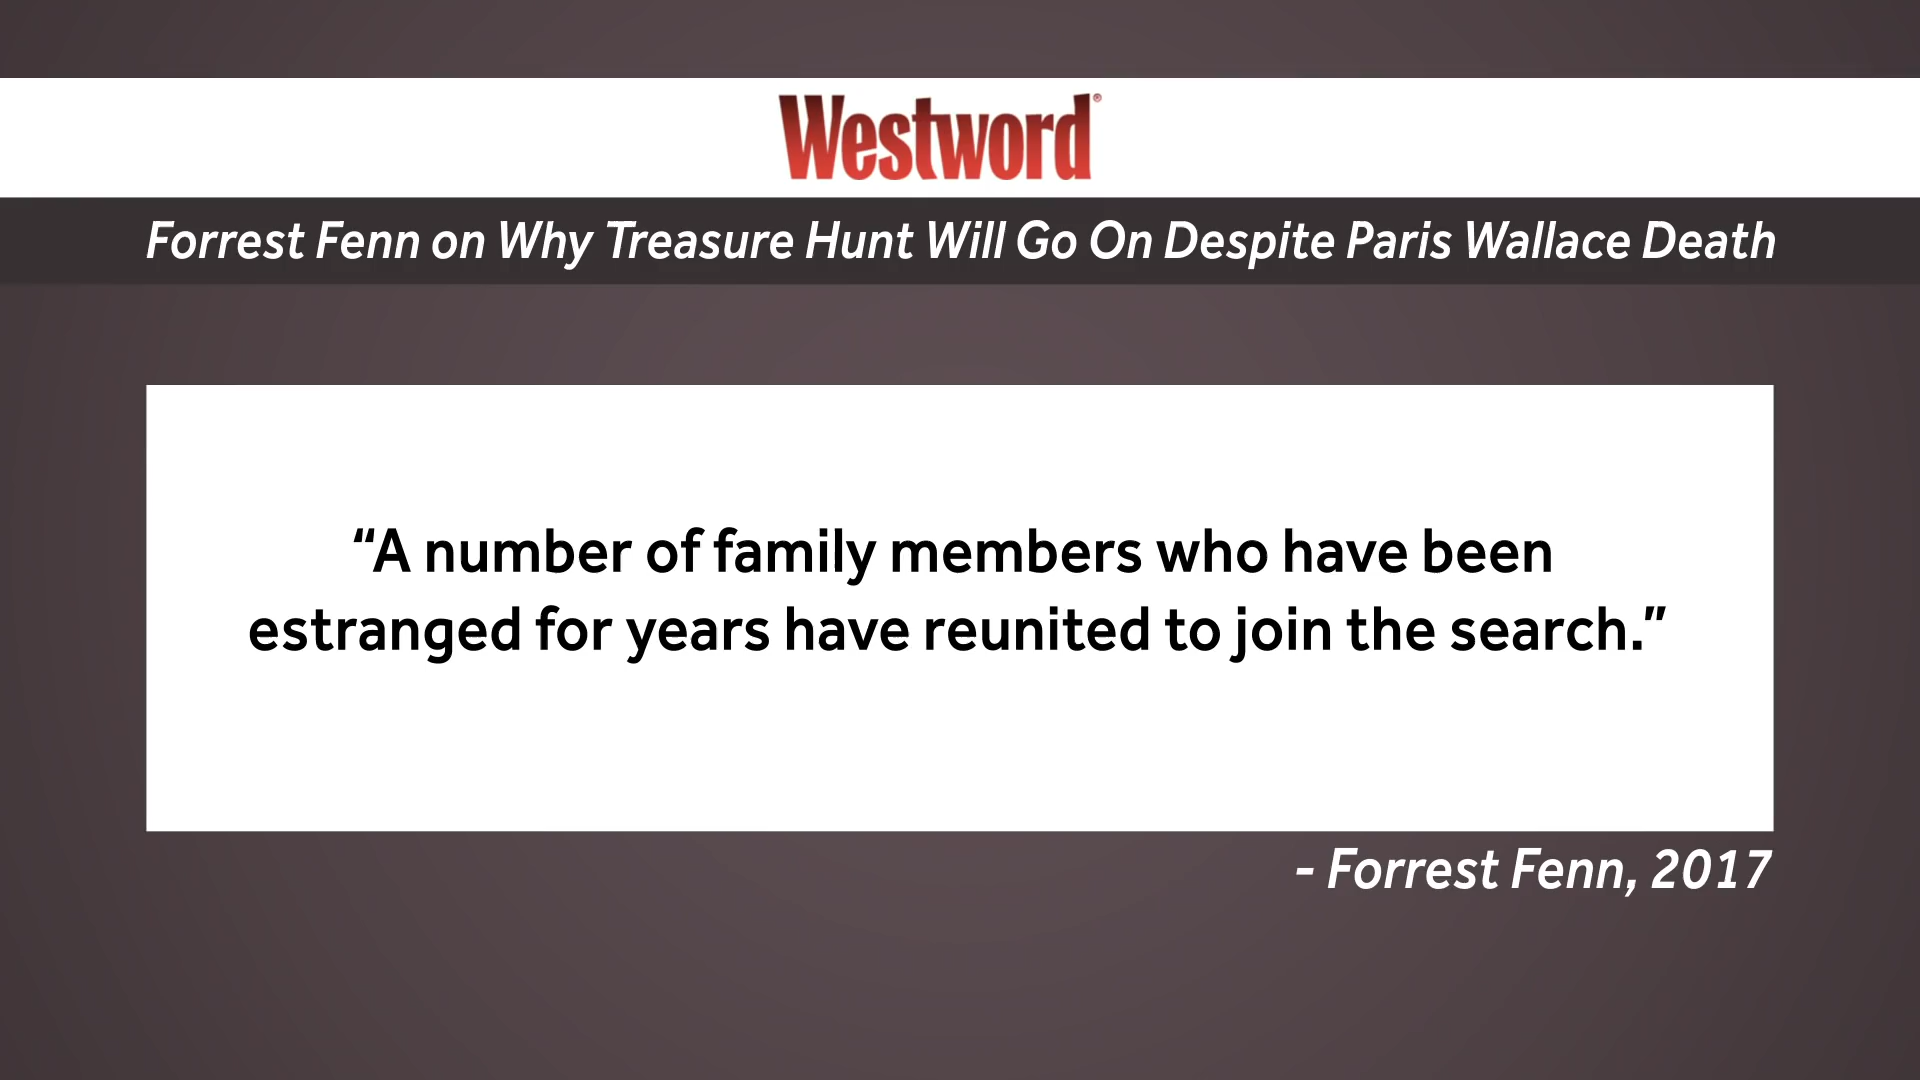 Westword®
Forrest Fenn on Why Treasure Hunt Will Go On Despite Paris Wallace Death
“A number of family members who have been
estranged for years have reunited to join the search.”
- Forrest Fenn, 2017